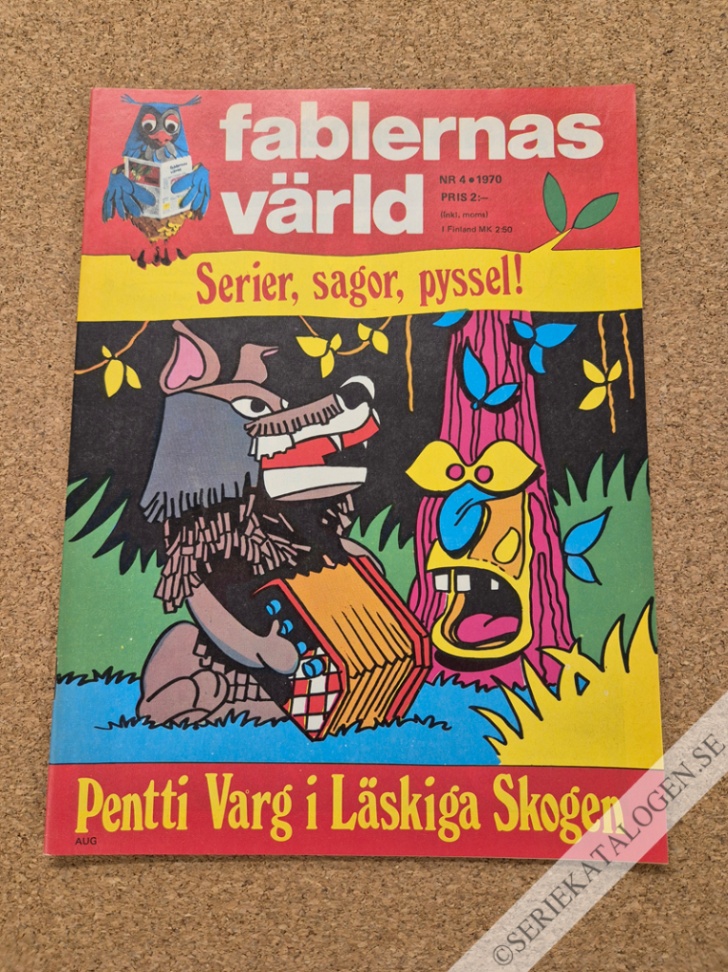 fablernas
värld
NR 4 • 1970
PRIS 2:–
(inkl. moms)
I Finland MK 2:50
Serier, sagor, pyssel!
Pentti Varg i Läskiga Skogen
AUG
©SERIEKATALOGEN.SE